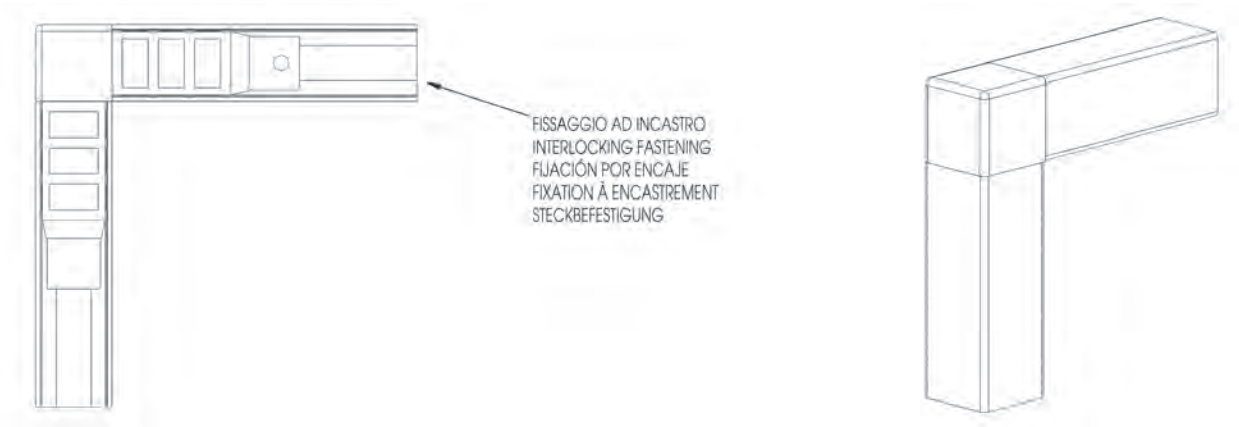 FISSAGGIO AD INCASTRO
INTERLOCKING FASTENING
FIJACIÓN POR ENCAJE
FIXATION À ENCASTREMENT
STECKBEFESTIGUNG